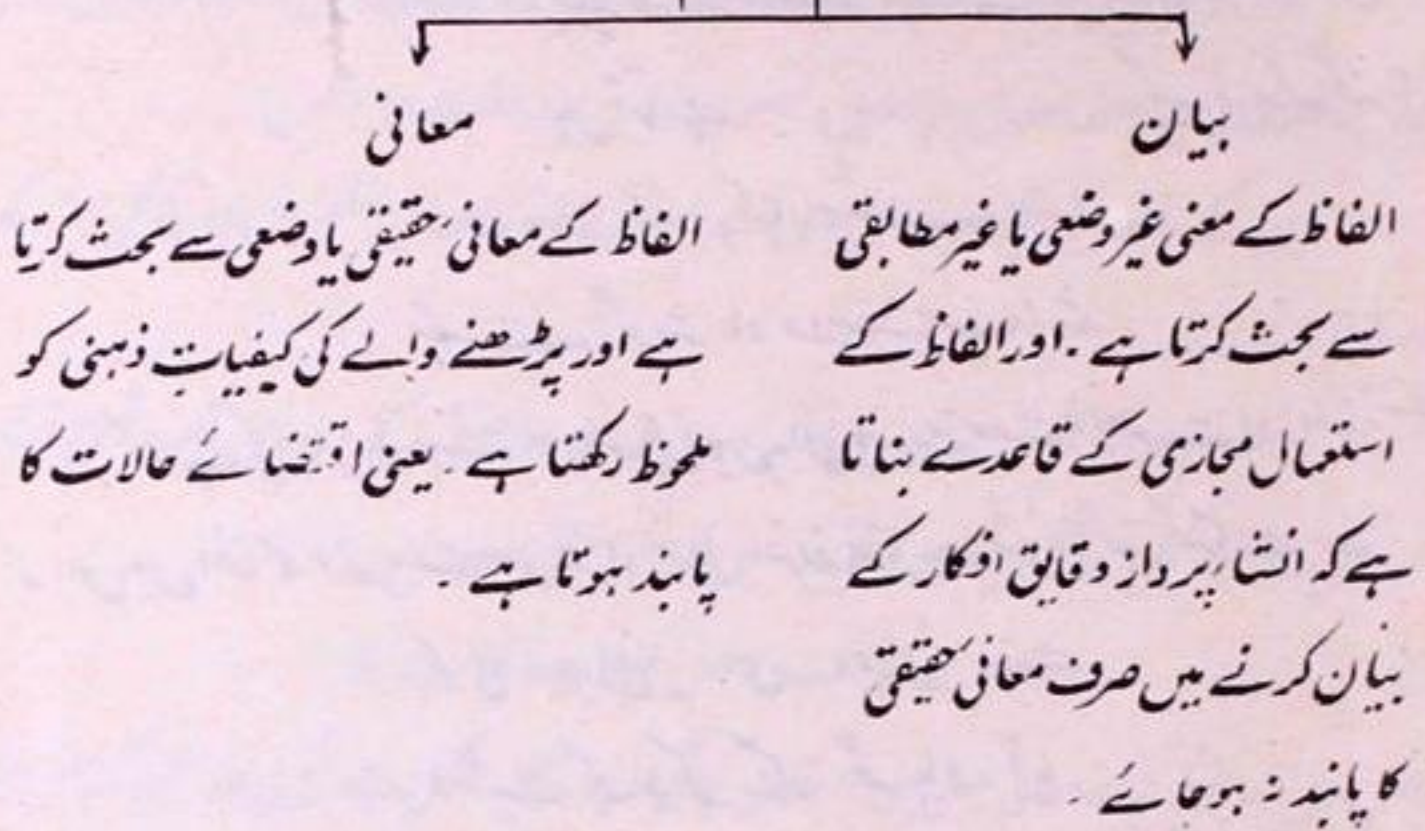 بیان
الفاظ کے معنی غیر وضعی یا غیر مطابقی
سے بحث کرتا ہے ۔ اور الفاظ کے
استعمال مجازی کے قاعدے بناتا
ہے کہ انشاء پرداز دقایق افکار کے
بیان کرنے میں صرف معانی حقیقی
کا پابند نہ ہوجائے ۔
معانی
الفاظ کے معانی حقیقی یا وضعی سے بحث کرتا
ہے اور پڑھنے والے کی کیفیات ذہنی کو
ملحوظ رکھتا ہے ۔ یعنی اقتضائے حالات کا
پابند ہوتا ہے ۔